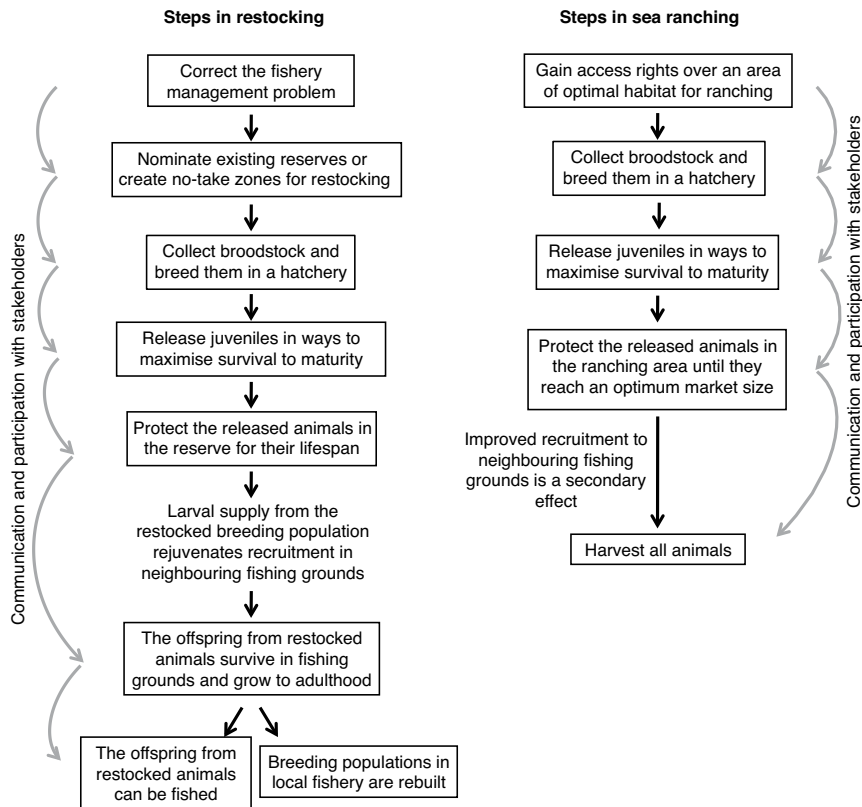 Steps in restocking
Correct the fishery
management problem
Nominate existing reserves or
create no-take zones for restocking
Collect broodstock and
breed them in a hatchery
Release juveniles in ways to
maximise survival to maturity
Protect the released animals in
the reserve for their lifespan
Larval supply from the
restocked breeding population
rejuvenates recruitment in
neighbouring fishing grounds
The offspring from restocked
animals survive in fishing
grounds and grow to adulthood
The offspring from
restocked animals
can be fished
Breeding populations in
local fishery are rebuilt
Communication and participation with stakeholders
Steps in sea ranching
Gain access rights over an area
of optimal habitat for ranching
Collect broodstock and
breed them in a hatchery
Release juveniles in ways to
maximise survival to maturity
Protect the released animals in
the ranching area until they
reach an optimum market size
Improved recruitment to
neighbouring fishing
grounds is a secondary
effect
Harvest all animals
Communication and participation with stakeholders